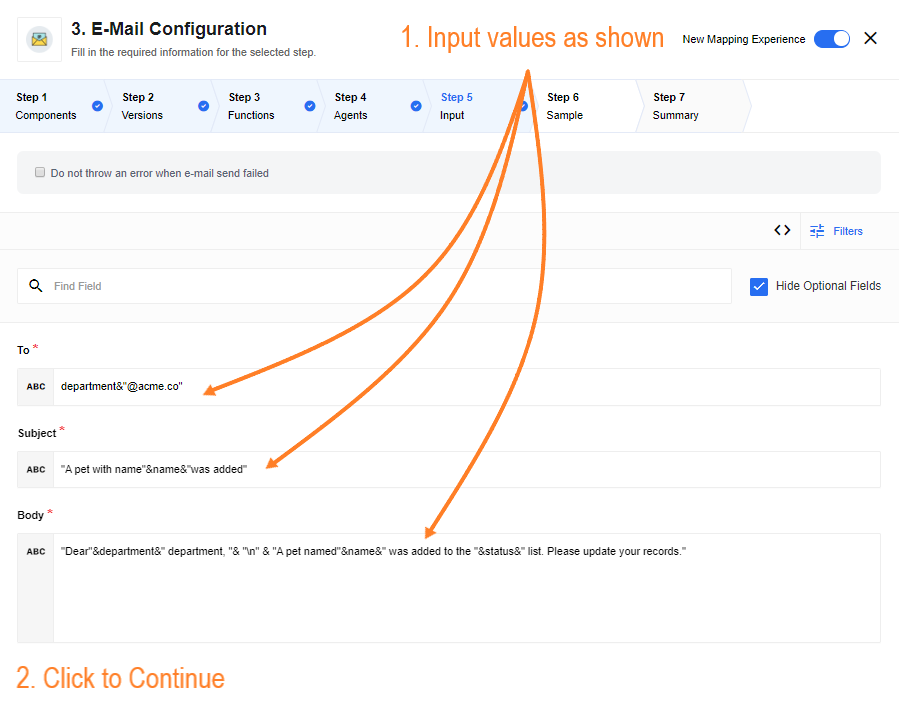 3. E-Mail Configuration
Fill in the required information for the selected step.
1. Input values as shown
New Mapping Experience
Step 1
Components
Step 2
Versions
Step 3
Functions
Step 4
Agents
Step 5
Input
Step 6
Sample
Step 7
Summary
Do not throw an error when e-mail send failed
Filters
Find Field
Hide Optional Fields
To *
ABC department&"@acme.co"
Subject *
ABC "A pet with name"&name&"was added"
Body *
ABC "Dear"&department&" department, "& "\n" & "A pet named"&name&" was added to the "&status&" list. Please update your records."
2. Click to Continue